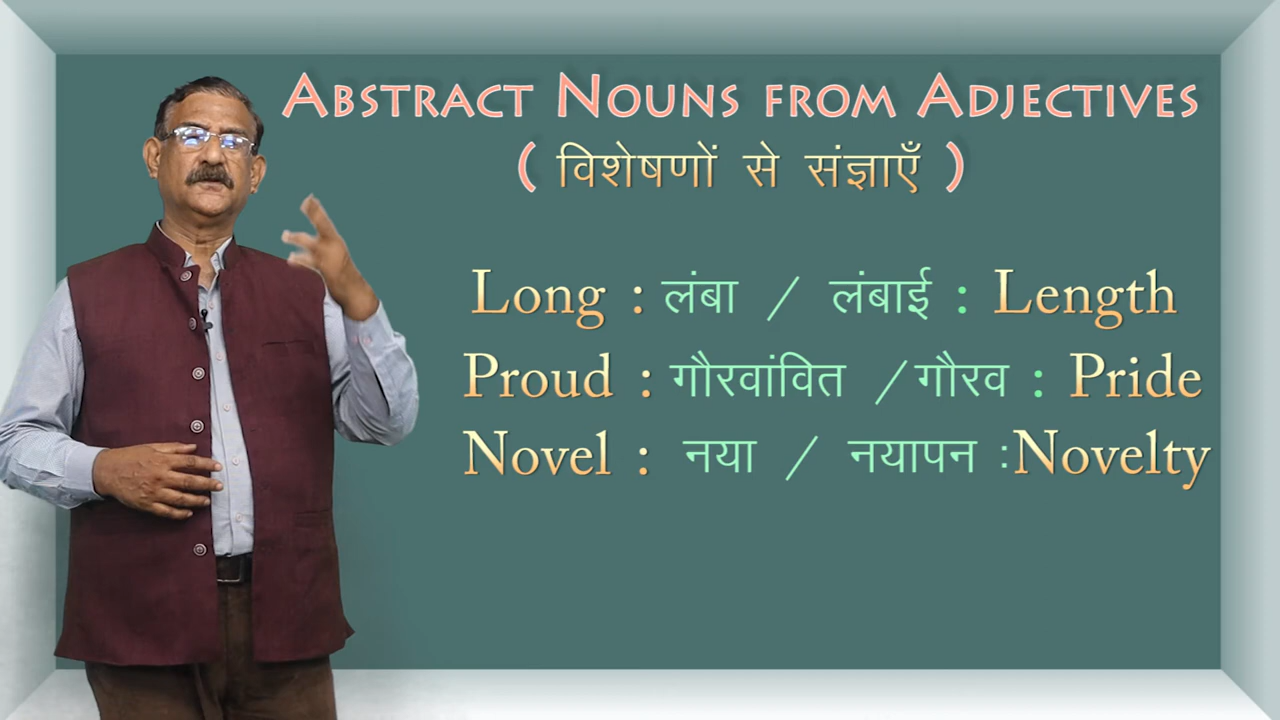 ABSTRACT NOUNS FROM ADJECTIVES
( विशेषणों से संज्ञाएँ )
Long : लंबा / लंबाई : Length
Proud : गौरवांवित / गौरव : Pride
Novel : नया / नयापन : Novelty